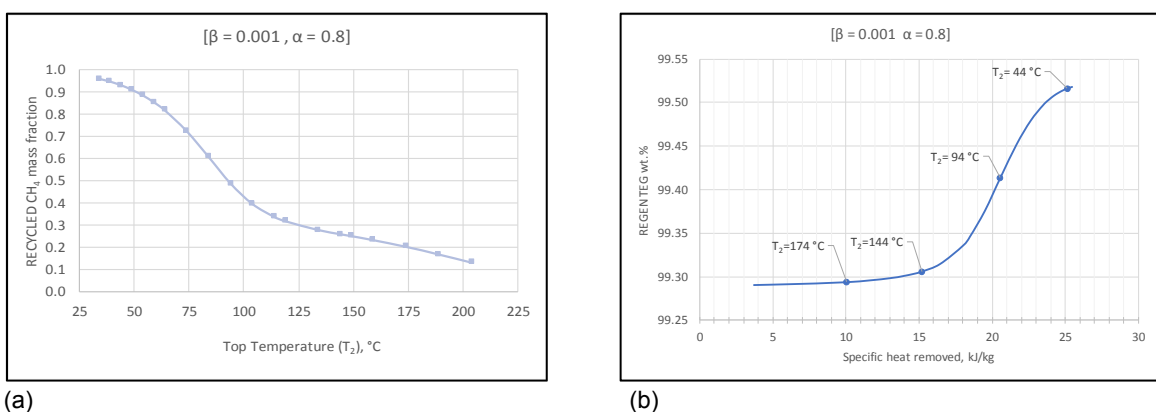 [β = 0.001 , α = 0.8]
RECYCLED CH₄ mass fraction
1.0
0.9
0.8
0.7
0.6
0.5
0.4
0.3
0.2
0.1
0.0
25 50 75 100 125 150 175 200 225
Top Temperature (T₂), °C
(a)
[β = 0.001 α = 0.8]
REGEN TEG wt.%
99.55
99.50
99.45
99.40
99.35
99.30
99.25
T₂= 44 °C
T₂= 94 °C
T₂=174 °C
T₂=144 °C
0 5 10 15 20 25 30
Specific heat removed, kJ/kg
(b)